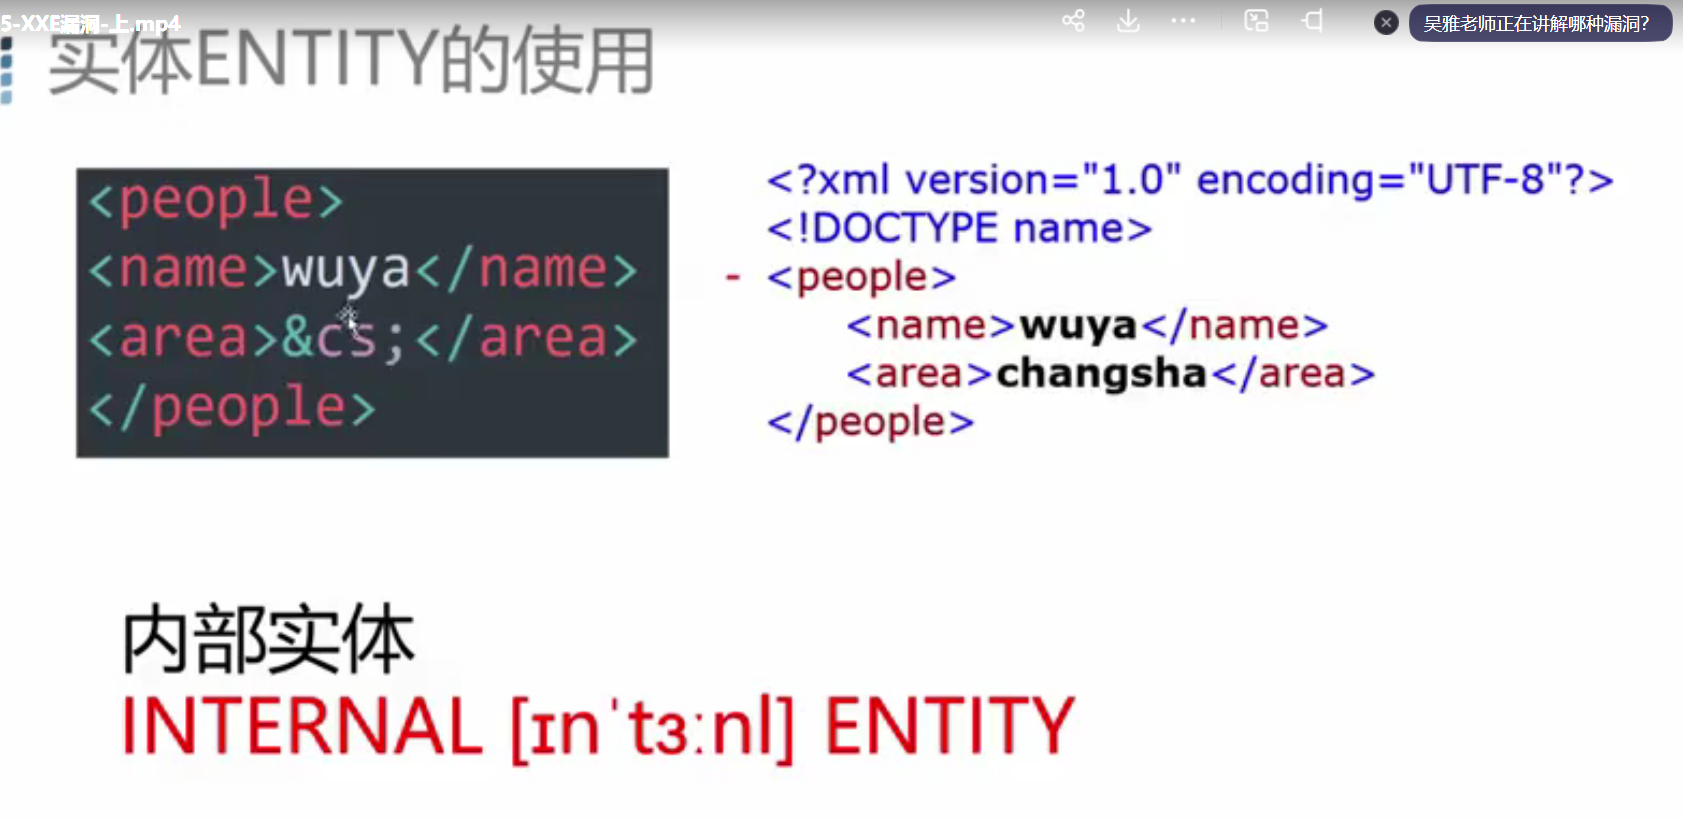 5-XXE漏洞-上.mp4
吴雅老师正在讲解哪种漏洞?
实体ENTITY的使用
<people>
<name>wuya</name>
<area>&cs;</area>
</people>
<?xml version="1.0" encoding="UTF-8"?>
<!DOCTYPE name>
- <people>
<name>wuya</name>
<area>changsha</area>
</people>
内部实体
INTERNAL [ɪnˈtɜːnl] ENTITY